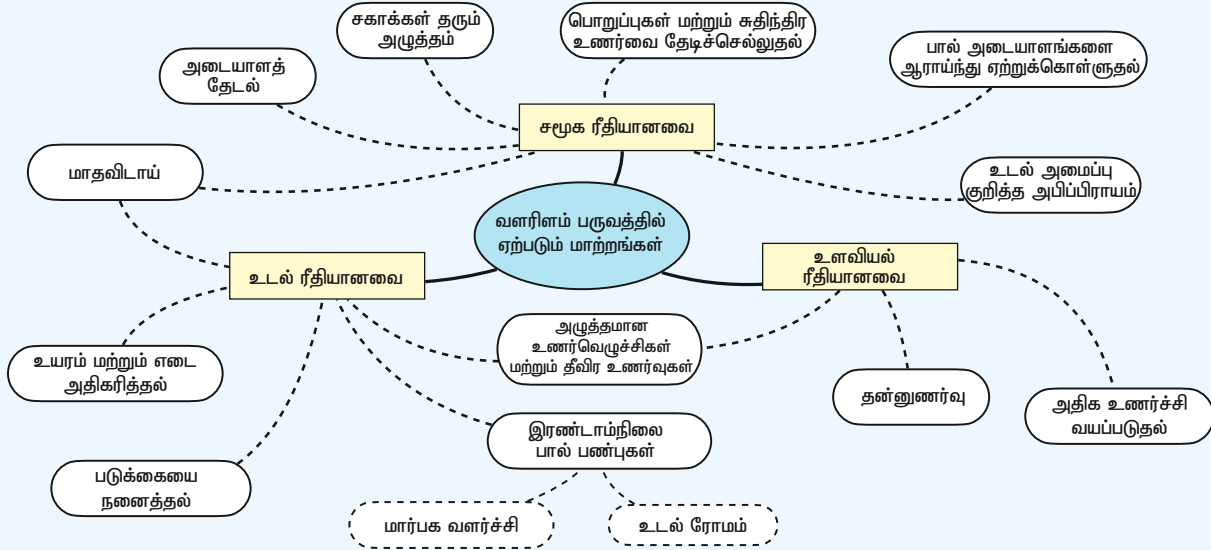 சகாக்கள் தரும்
அழுத்தம்
பொறுப்புகள் மற்றும் சுதிந்திர
உணர்வை தேடிச்செல்லுதல்
பால் அடையாளங்களை
ஆராய்ந்து ஏற்றுக்கொள்ளுதல்
அடையாளத்
தேடல்
சமூக ரீதியானவை
மாதவிடாய்
உடல் அமைப்பு
குறித்த அபிப்பிராயம்
வளரிளம் பருவத்தில்
ஏற்படும் மாற்றங்கள்
உடல் ரீதியானவை
உளவியல்
ரீதியானவை
உயரம் மற்றும் எடை
அதிகரித்தல்
அழுத்தமான
உணர்வெழுச்சிகள்
மற்றும் தீவிர உணர்வுகள்
தன்னுணர்வு
அதிக உணர்ச்சி
வயப்படுதல்
இரண்டாம்நிலை
பால் பண்புகள்
படுக்கையை
நனைத்தல்
மார்பக வளர்ச்சி
உடல் ரோமம்